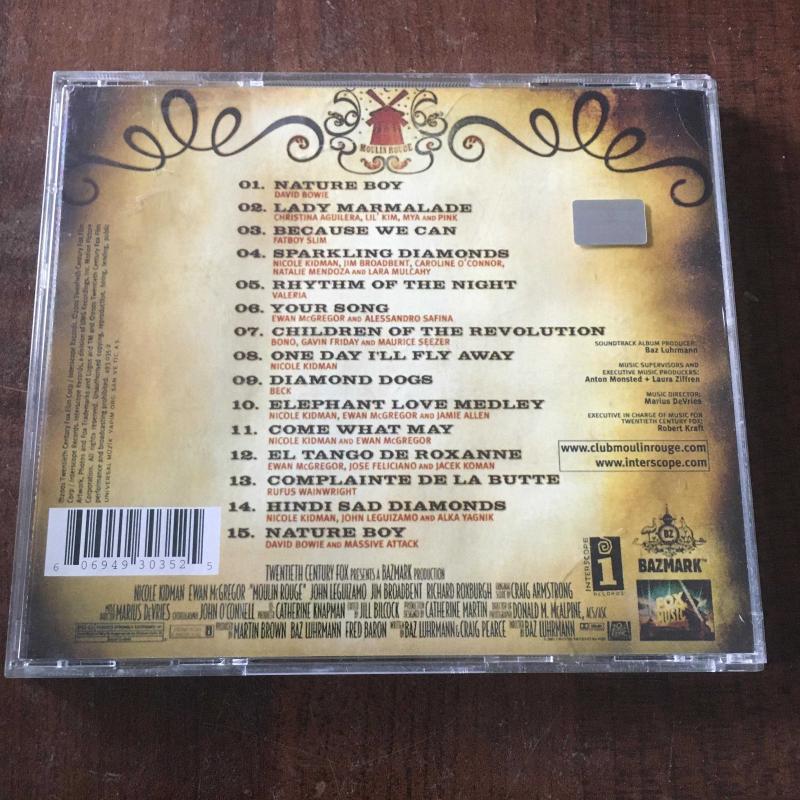 MOULIN ROUGE
01. NATURE BOY
DAVID BOWIE
02. LADY MARMALADE
CHRISTINA AGUILERA, LIL' KIM, MYA AND PINK
03. BECAUSE WE CAN
FATBOY SLIM
04. SPARKLING DIAMONDS
NICOLE KIDMAN, JIM BROADBENT, CAROLINE O'CONNOR,
NATALIE MENDOZA AND LARA MULCAHY
05. RHYTHM OF THE NIGHT
VALERIA
06. YOUR SONG
EWAN McGREGOR AND ALESSANDRO SAFINA
07. CHILDREN OF THE REVOLUTION
BONO, GAVIN FRIDAY AND MAURICE SEEZER
08. ONE DAY I'LL FLY AWAY
NICOLE KIDMAN
09. DIAMOND DOGS
BECK
10. ELEPHANT LOVE MEDLEY
NICOLE KIDMAN, EWAN McGREGOR AND JAMIE ALLEN
11. COME WHAT MAY
NICOLE KIDMAN AND EWAN McGREGOR
12. EL TANGO DE ROXANNE
EWAN McGREGOR, JOSE FELICIANO AND JACEK KOMAN
13. COMPLAINTE DE LA BUTTE
RUFUS WAINWRIGHT
14. HINDI SAD DIAMONDS
NICOLE KIDMAN, JOHN LEGUIZAMO AND ALKA YAGNIK
15. NATURE BOY
DAVID BOWIE AND MASSIVE ATTACK
SOUNDTRACK ALBUM PRODUCER:
Baz Luhrmann
MUSIC SUPERVISORS AND
EXECUTIVE MUSIC PRODUCERS:
Anton Monsted + Laura Ziffren
MUSIC DIRECTOR:
Marius DeVries
EXECUTIVE IN CHARGE OF MUSIC FOR
TWENTIETH CENTURY FOX:
Robert Kraft
www.clubmoulinrouge.com
www.interscope.com
INTERSCOPE
RECORDS
BZ
BAZMARK™
FOX
MUSIC
6 06949 30352 5
TWENTIETH CENTURY FOX PRESENTS A BAZMARK PRODUCTION
NICOLE KIDMAN EWAN McGREGOR "MOULIN ROUGE" JOHN LEGUIZAMO JIM BROADBENT RICHARD ROXBURGH CRAIG ARMSTRONG
MARIUS DEVRIES JOHN O'CONNELL CATHERINE KNAPMAN JILL BILCOCK CATHERINE MARTIN DONALD M. McALPINE, ACS/ASC
MARTIN BROWN BAZ LUHRMANN FRED BARON BAZ LUHRMANN & CRAIG PEARCE BAZ LUHRMANN